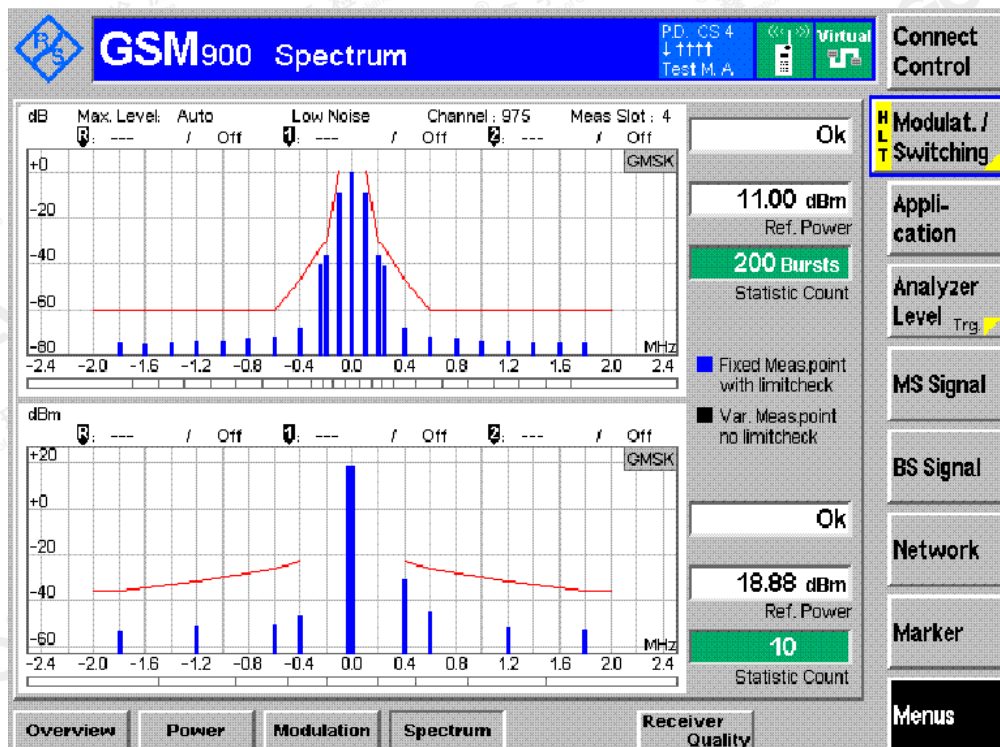 R/S
GSM900 Spectrum
P.D. CS 4
↓↑↑↑↑
Test M. A
Virtual
Connect Control
dB Max. Level: Auto Low Noise Channel : 975 Meas Slot : 4
R: --- / Off 1: --- / Off 2: --- / Off
GMSK
+0
-20
-40
-60
-80
MHz
-2.4 -2.0 -1.6 -1.2 -0.8 -0.4 0.0 0.4 0.8 1.2 1.6 2.0 2.4
Ok
11.00 dBm
Ref. Power
200 Bursts
Statistic Count
Fixed Meas.point
with limitcheck
Var. Meas.point
no limitcheck
dBm
R: --- / Off 1: --- / Off 2: --- / Off
GMSK
+20
+0
-20
-40
-60
MHz
-2.4 -2.0 -1.6 -1.2 -0.8 -0.4 0.0 0.4 0.8 1.2 1.6 2.0 2.4
Ok
18.88 dBm
Ref. Power
10
Statistic Count
HLT
Modulat. /
Switching
Appli-
cation
Analyzer
Level Trg.
MS Signal
BS Signal
Network
Marker
Menus
Overview Power Modulation Spectrum Receiver
Quality